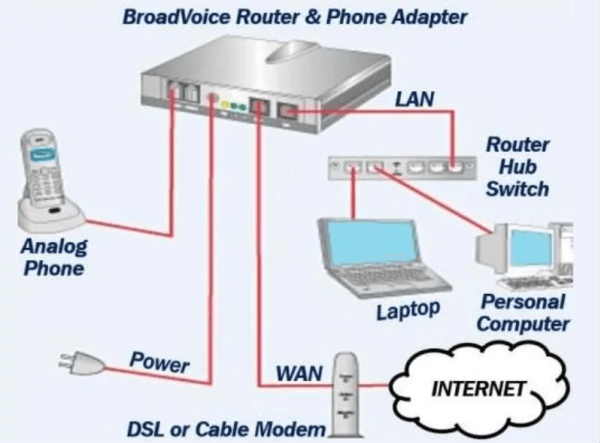 BroadVoice Router & Phone Adapter
LAN
Router
Hub
Switch
Analog
Phone
Laptop
Personal
Computer
Power
WAN
INTERNET
DSL or Cable Modem